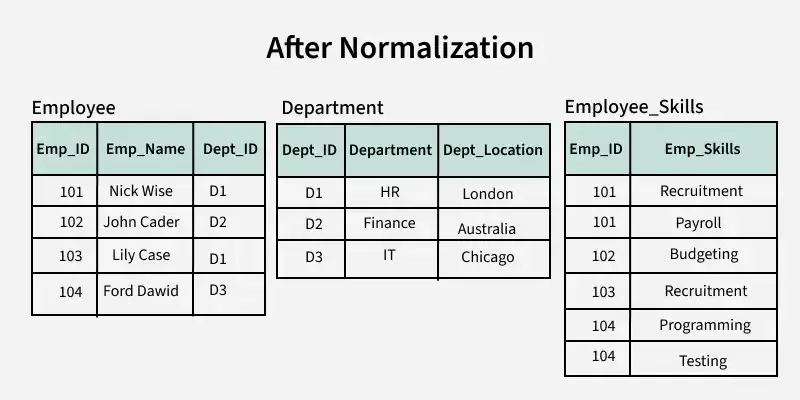 After Normalization
Employee
Emp_ID Emp_Name Dept_ID
101 Nick Wise D1
102 John Cader D2
103 Lily Case D1
104 Ford Dawid D3
Department
Dept_ID Department Dept_Location
D1 HR London
D2 Finance Australia
D3 IT Chicago
Employee_Skills
Emp_ID Emp_Skills
101 Recruitment
101 Payroll
102 Budgeting
103 Recruitment
104 Programming
104 Testing